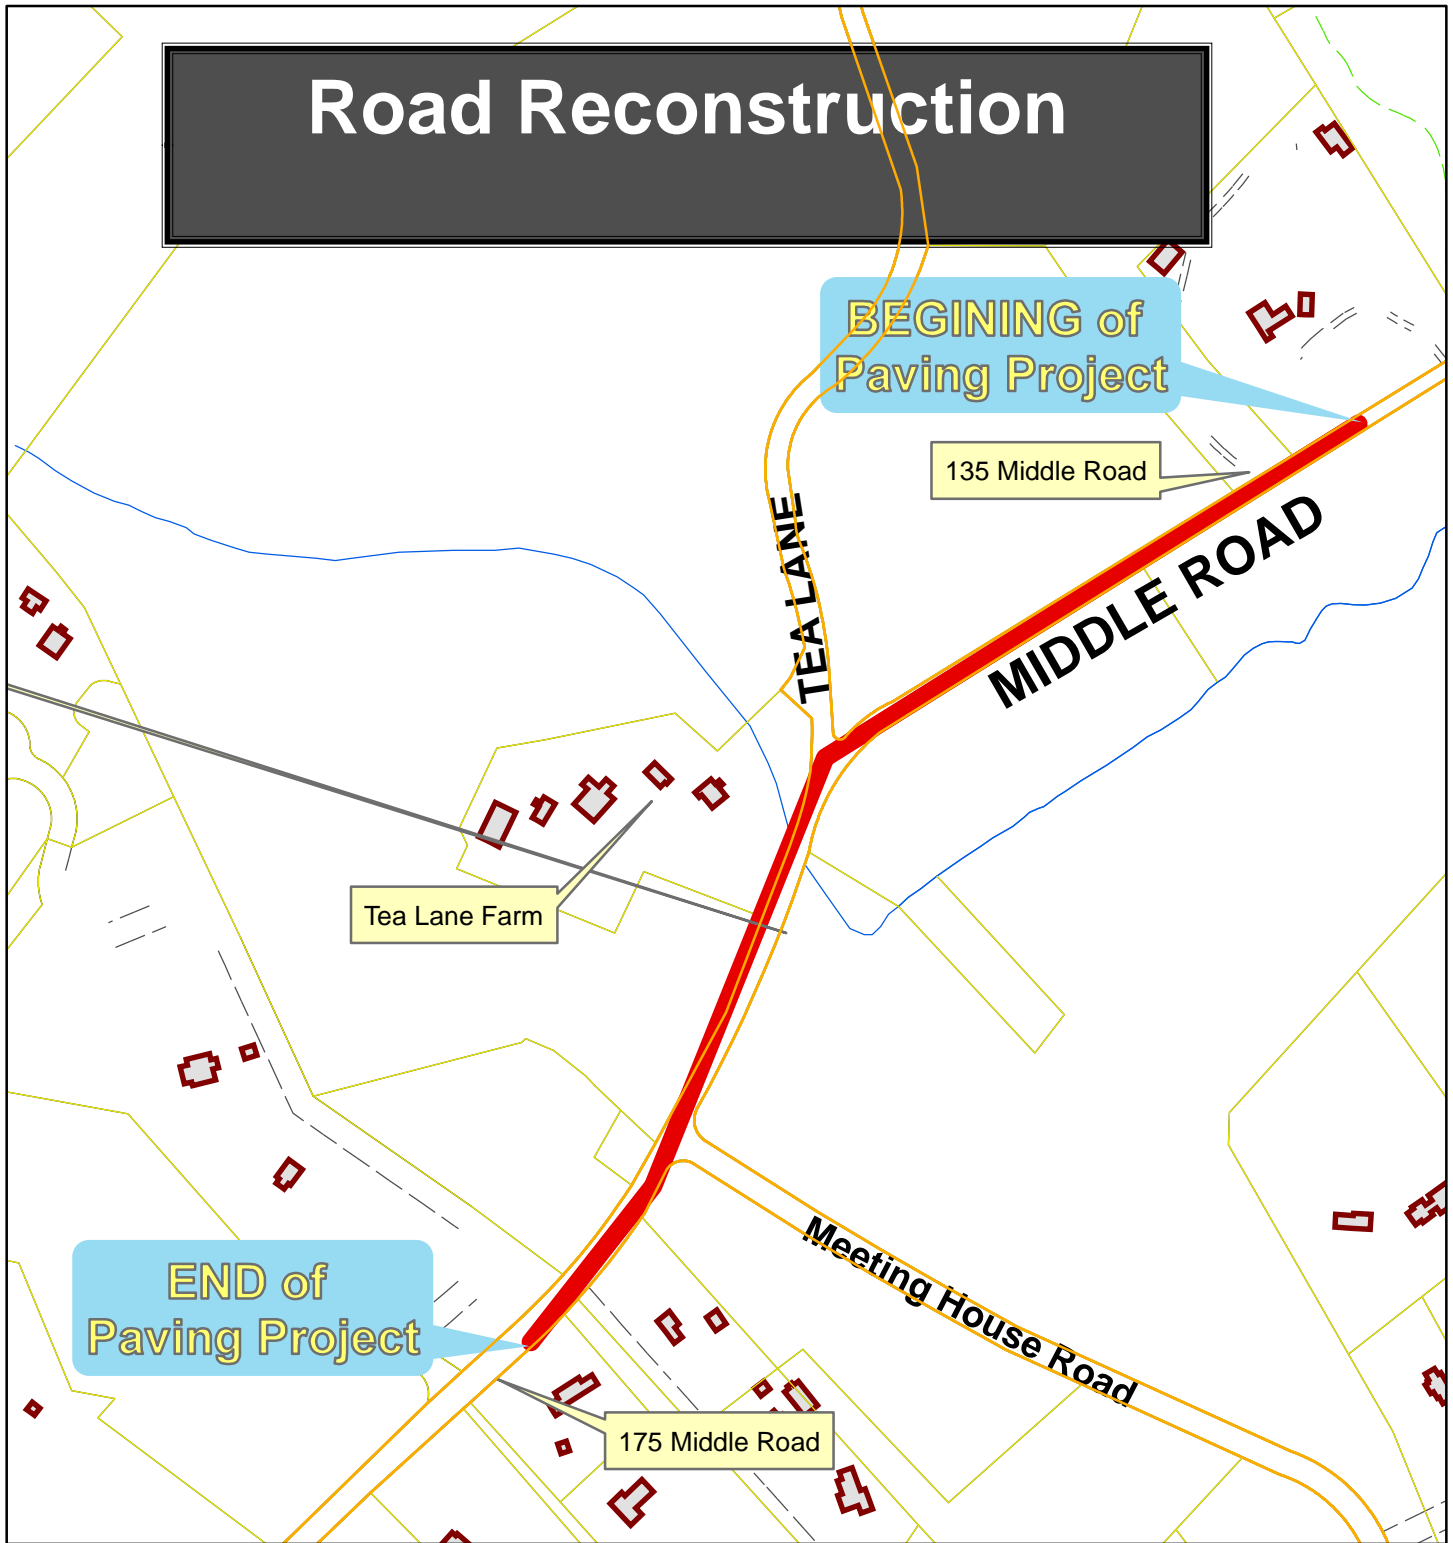 Road Reconstruction
BEGINING of
Paving Project
135 Middle Road
TEA LANE
MIDDLE ROAD
Tea Lane Farm
Meeting House Road
END of
Paving Project
175 Middle Road